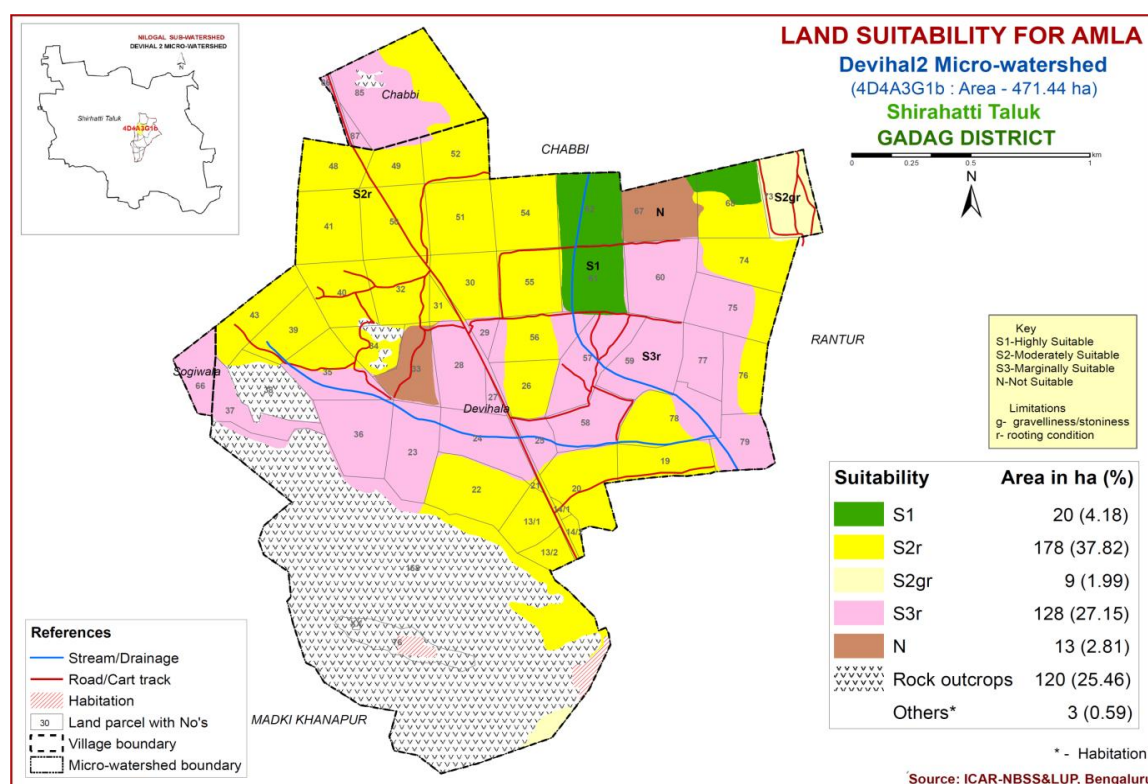 NILOGAL SUB-WATERSHED
DEVIHAL 2 MICRO-WATERSHED
N
Shirhatti Taluk
4D4A3G1b
LAND SUITABILITY FOR AMLA
Devihal2 Micro-watershed
(4D4A3G1b : Area - 471.44 ha)
Shirahatti Taluk
GADAG DISTRICT
0 0.25 0.5 1 km
N
85
Chabbi
87
CHABBI
48
49
52
S2r
41
51
54
67
N
68
73
S2gr
74
S1
60
40
32
30
55
31
75
43
39
56
29
28
57
59
S3r
77
RANTUR
33
35
Sogiwala
66
37
38
36
27
26
Devihala
76
78
58
79
24
25
23
19
22
21
20
13/1
14/1
13/2
76
MADKI KHANAPUR
Key
S1-Highly Suitable
S2-Moderately Suitable
S3-Marginally Suitable
N-Not Suitable
Limitations
g- gravelliness/stoniness
r- rooting condition
Suitability Area in ha (%)
S1 20 (4.18)
S2r 178 (37.82)
S2gr 9 (1.99)
S3r 128 (27.15)
N 13 (2.81)
Rock outcrops 120 (25.46)
Others* 3 (0.59)
* - Habitation
Source: ICAR-NBSS&LUP, Bengaluru
References
Stream/Drainage
Road/Cart track
Habitation
30 Land parcel with No's
Village boundary
Micro-watershed boundary